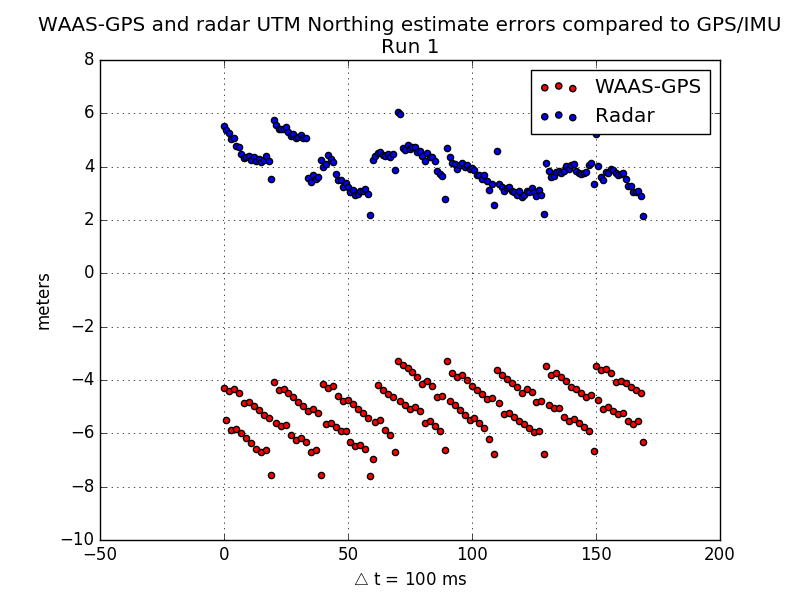 WAAS-GPS and radar UTM Northing estimate errors compared to GPS/IMU
Run 1
WAAS-GPS
Radar
8
6
4
2
0
−2
−4
−6
−8
−10
meters
−50 0 50 100 150 200
△ t = 100 ms